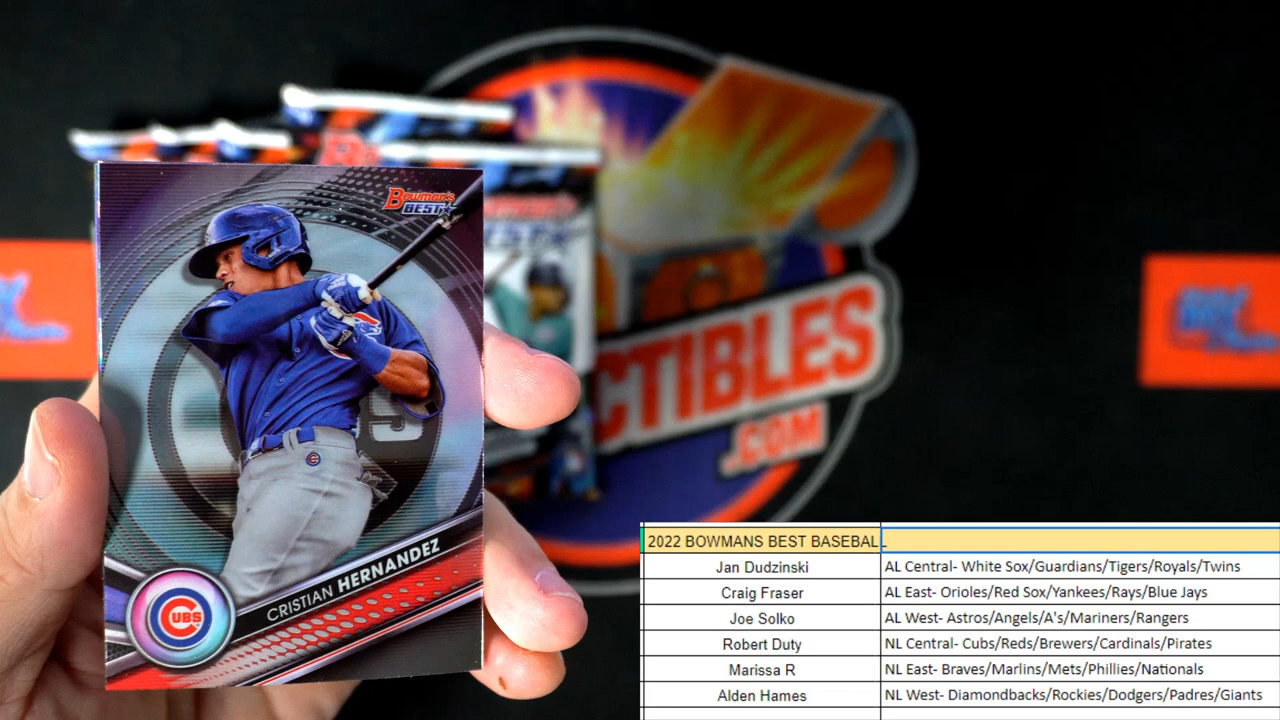 Bowman's
BEST
CRISTIAN HERNANDEZ
CUBS
CTIBLES
.COM
2022 BOWMANS BEST BASEBALL
Jan Dudzinski AL Central- White Sox/Guardians/Tigers/Royals/Twins
Craig Fraser AL East- Orioles/Red Sox/Yankees/Rays/Blue Jays
Joe Solko AL West- Astros/Angels/A's/Mariners/Rangers
Robert Duty NL Central- Cubs/Reds/Brewers/Cardinals/Pirates
Marissa R NL East- Braves/Marlins/Mets/Phillies/Nationals
Alden Hames NL West- Diamondbacks/Rockies/Dodgers/Padres/Giants